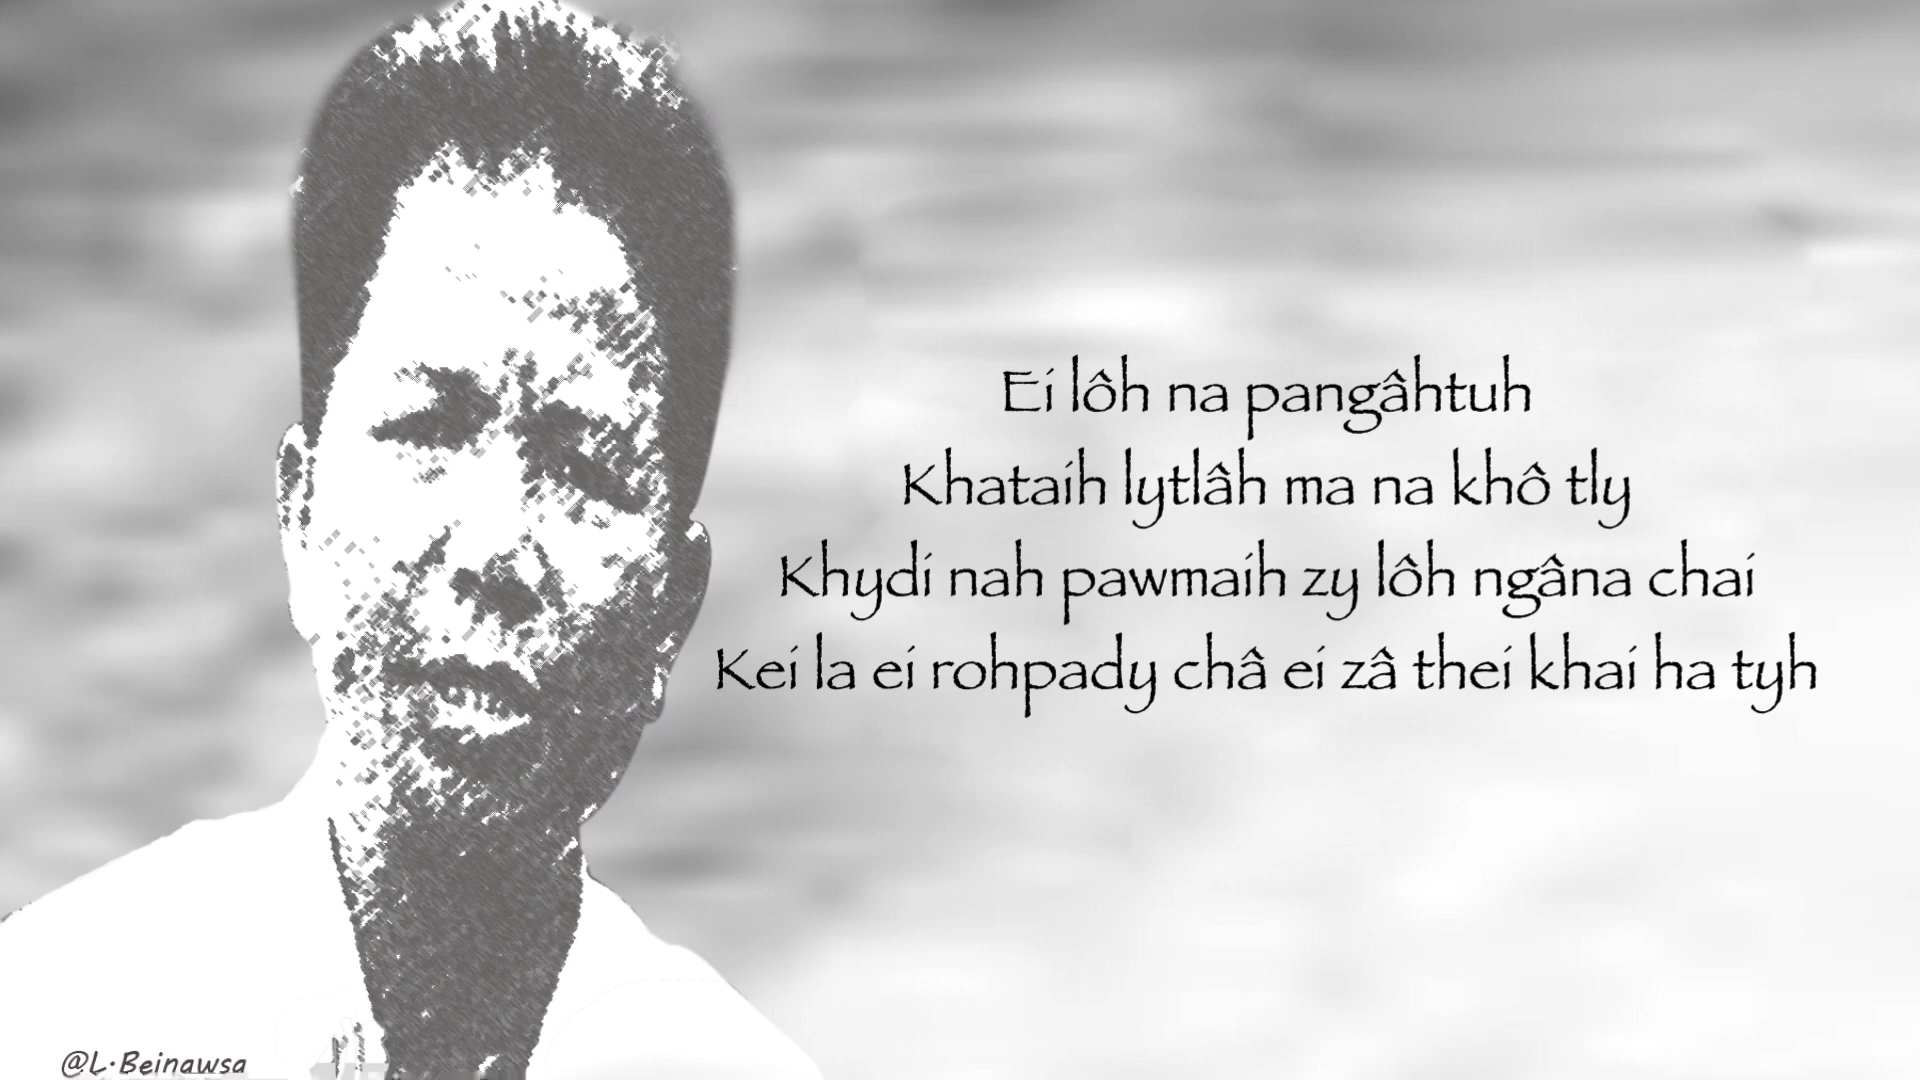 Ei lôh na pangâhtuh
Khataih lytlâh ma na khô tly
Khydi nah pawmaih zy lôh ngâna chai
Kei la ei rohpady châ ei zâ thei khai ha tyh
@L·Beinawsa